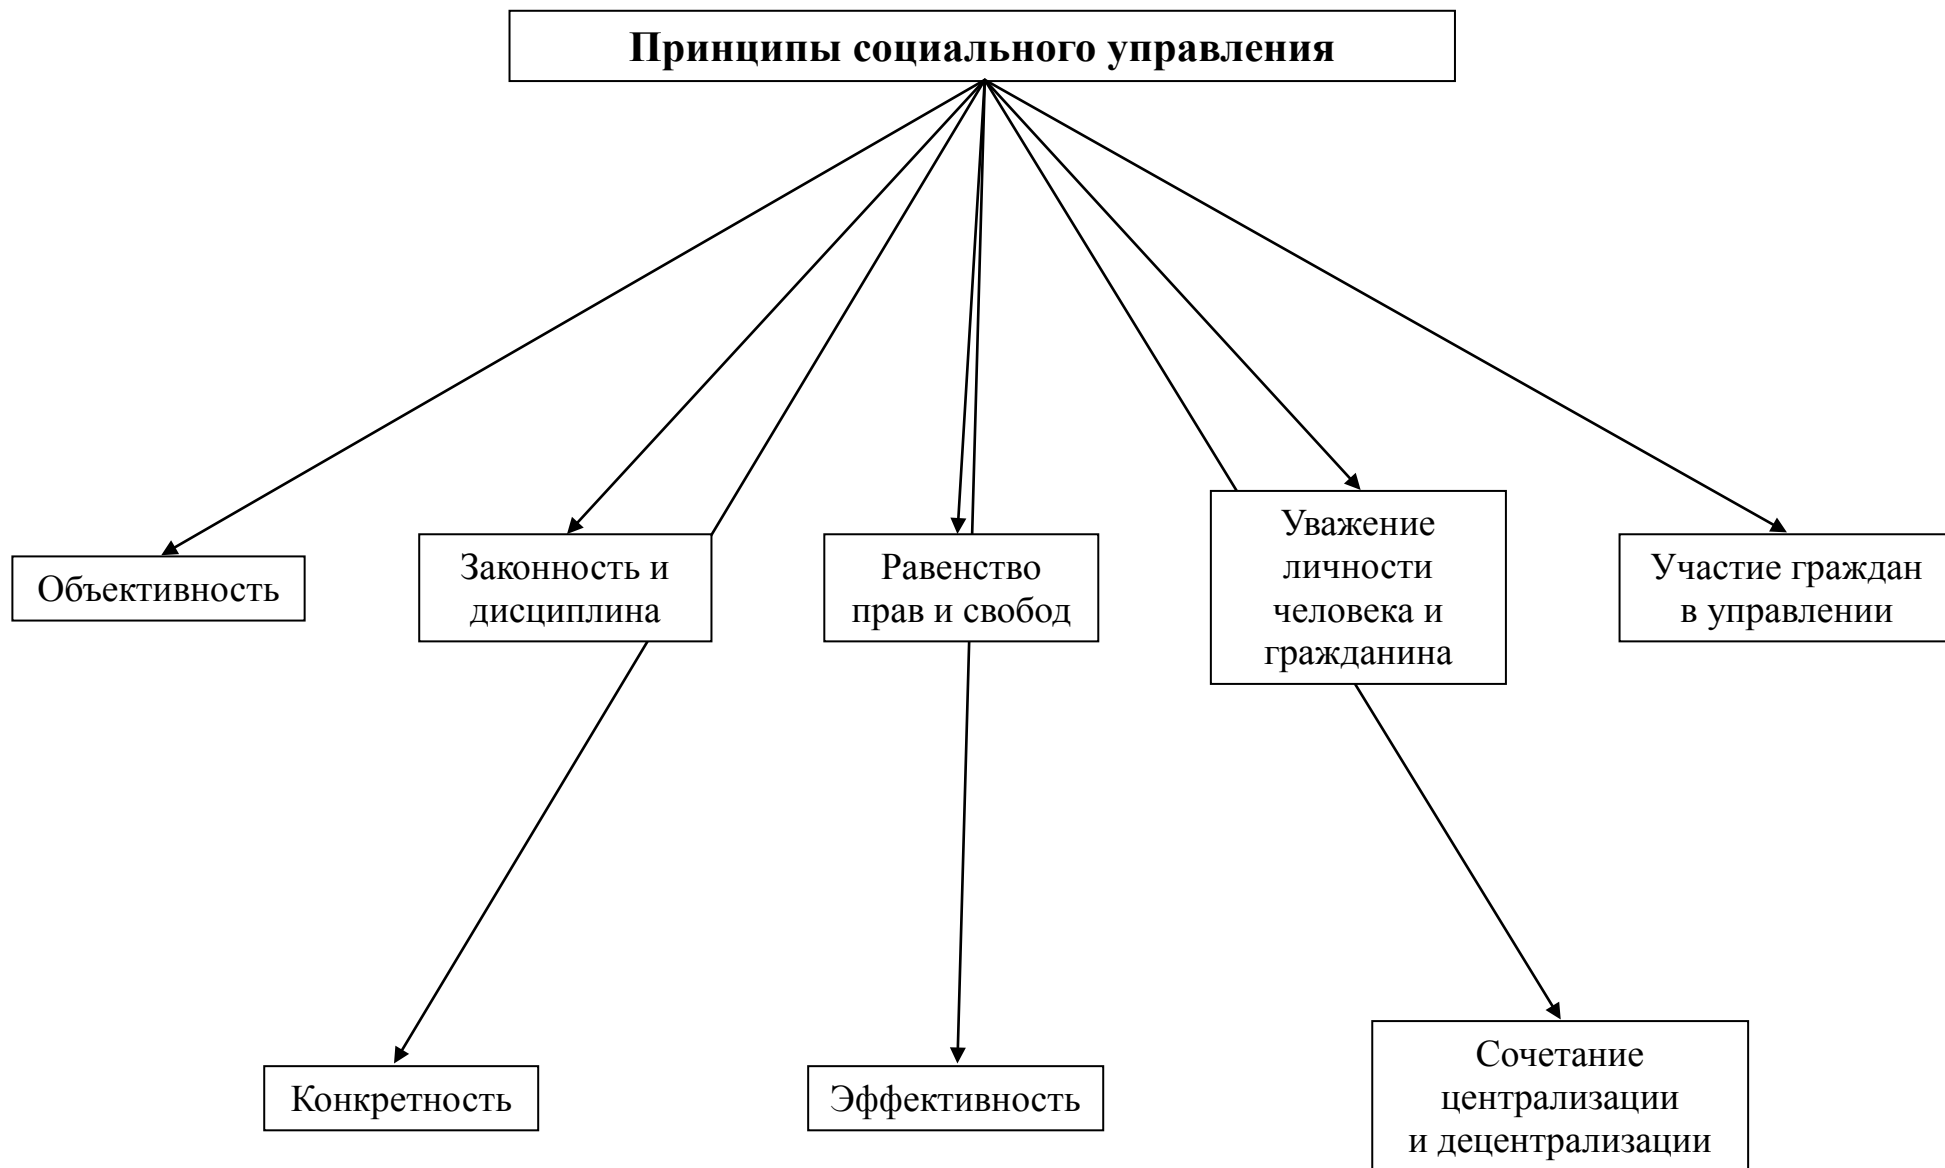 Принципы социального управления
Объективность
Законность и
дисциплина
Равенство
прав и свобод
Уважение
личности
человека и
гражданина
Участие граждан
в управлении
Конкретность
Эффективность
Сочетание
централизации
и децентрализации